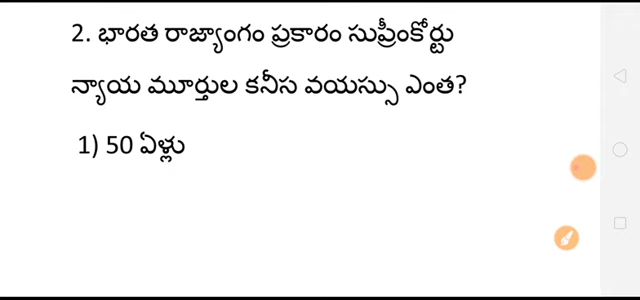 2. భారత రాజ్యాంగం ప్రకారం సుప్రీంకోర్టు
న్యాయ మూర్తుల కనీస వయస్సు ఎంత?
1) 50 ఏళ్లు